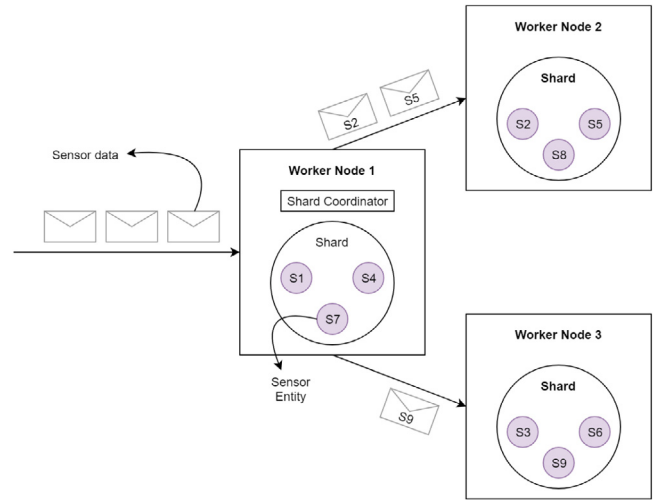 Worker Node 2
Shard
S2
S5
S8
S2
S5
Sensor data
Worker Node 1
Shard Coordinator
Shard
S1
S4
S7
Sensor
Entity
S9
Worker Node 3
Shard
S3
S6
S9